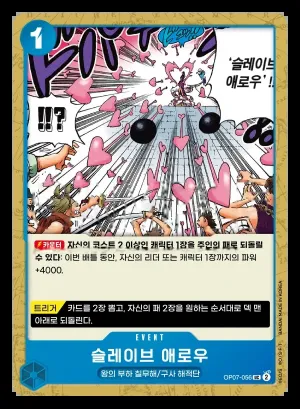 1
'슬레이브
애로우'!!
!!?
카운터 자신의 코스트 2 이상인 캐릭터 1장을 주인의 패로 되돌릴
수 있다: 이번 배틀 동안, 자신의 리더 또는 캐릭터 1장까지의 파워
+4000.
트리거 카드를 2장 뽑고, 자신의 패 2장을 원하는 순서대로 덱 맨
아래로 되돌린다.
EVENT
슬레이브 애로우
왕의 부하 칠무해/구사 해적단
OP07-056 UC 2